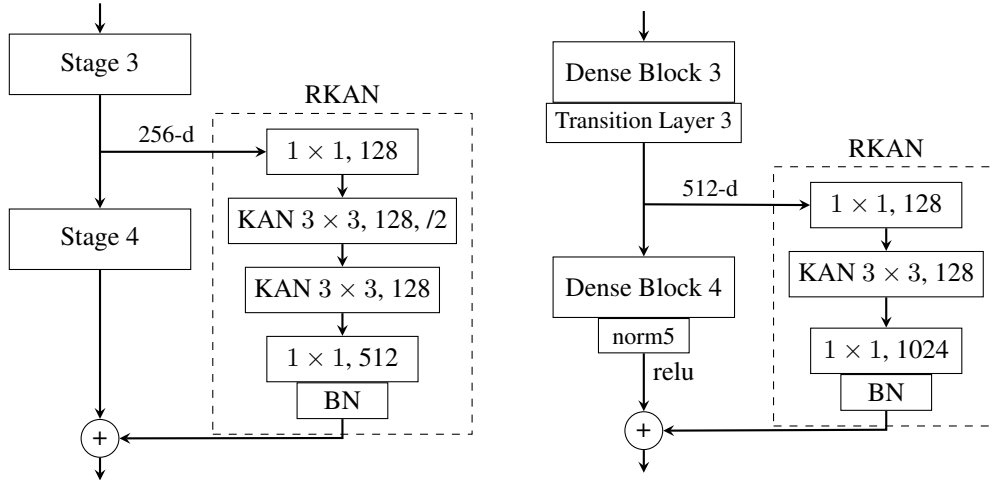 Stage 3
RKAN
256-d
1 × 1, 128
KAN 3 × 3, 128, /2
Stage 4
KAN 3 × 3, 128
1 × 1, 512
BN
+
Dense Block 3
Transition Layer 3
RKAN
512-d
1 × 1, 128
KAN 3 × 3, 128
Dense Block 4
norm5
1 × 1, 1024
relu
BN
+